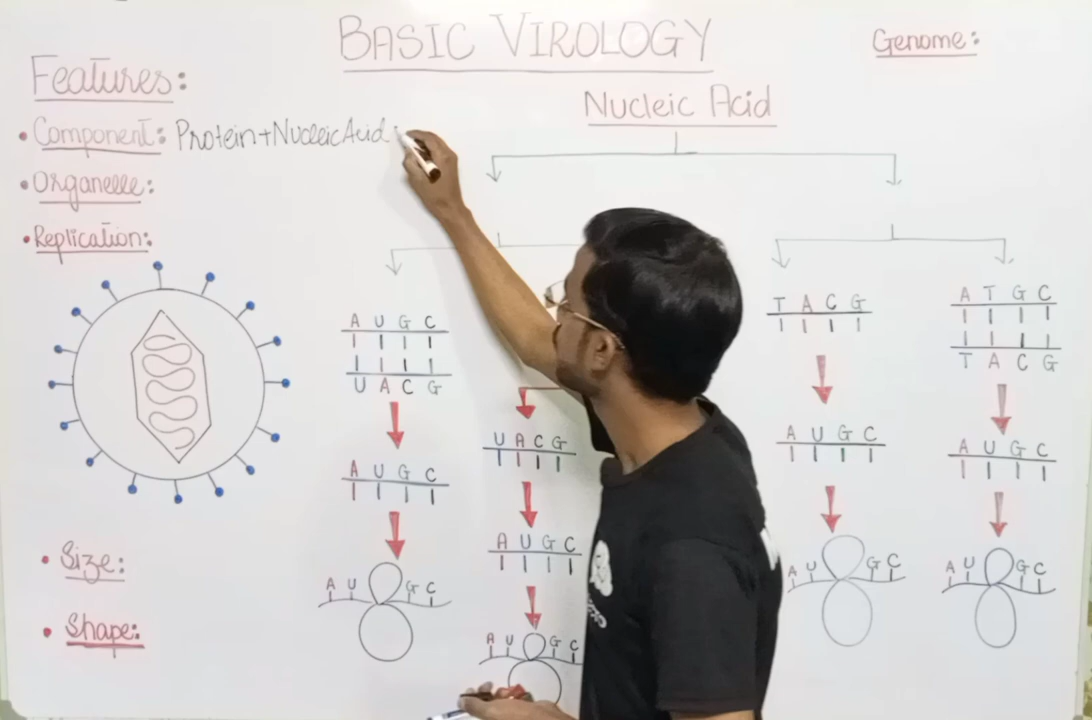 BASIC VIROLOGY
Genome:
Features:
Nucleic Acid
• Component: Protein+Nucleic Acid
• Organelle:
• Replication:
A U G C
U A C G
A U G C
A U G C
U A C G
A U G C
A U G C
T A C G
A U G C
A U G C
A T G C
T A C G
A U G C
A U G C
• Size:
• Shape: